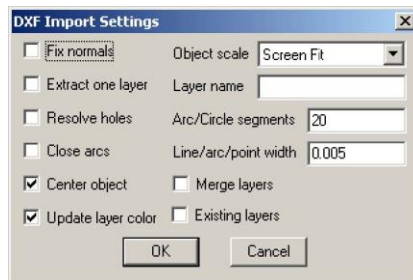 DXF Import Settings
Fix normals Object scale Screen Fit
Extract one layer Layer name
Resolve holes Arc/Circle segments 20
Close arcs Line/arc/point width 0.005
Center object Merge layers
Update layer color Existing layers
OK Cancel